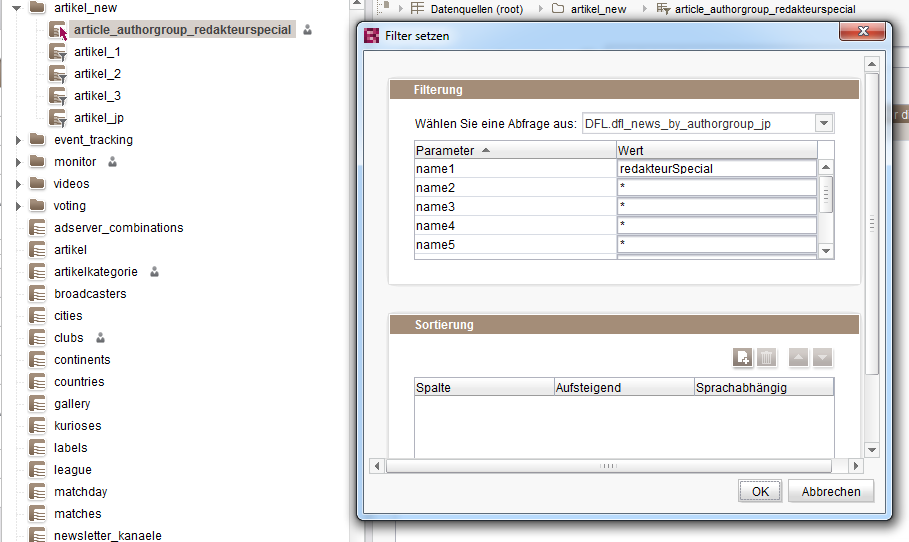 artikel_new
article_authorgroup_redakteurspecial
artikel_1
artikel_2
artikel_3
artikel_jp
event_tracking
monitor
videos
voting
adserver_combinations
artikel
artikelkategorie
broadcasters
cities
clubs
continents
countries
gallery
kurioses
labels
league
matchday
matches
newsletter_kanaele
Datenquellen (root) artikel_new article_authorgroup_redakteurspecial
Filter setzen
Filterung
Wählen Sie eine Abfrage aus: DFL.dfl_news_by_authorgroup_jp
Parameter Wert
name1 redakteurSpecial
name2 *
name3 *
name4 *
name5 *
Sortierung
Spalte Aufsteigend Sprachabhängig
OK Abbrechen